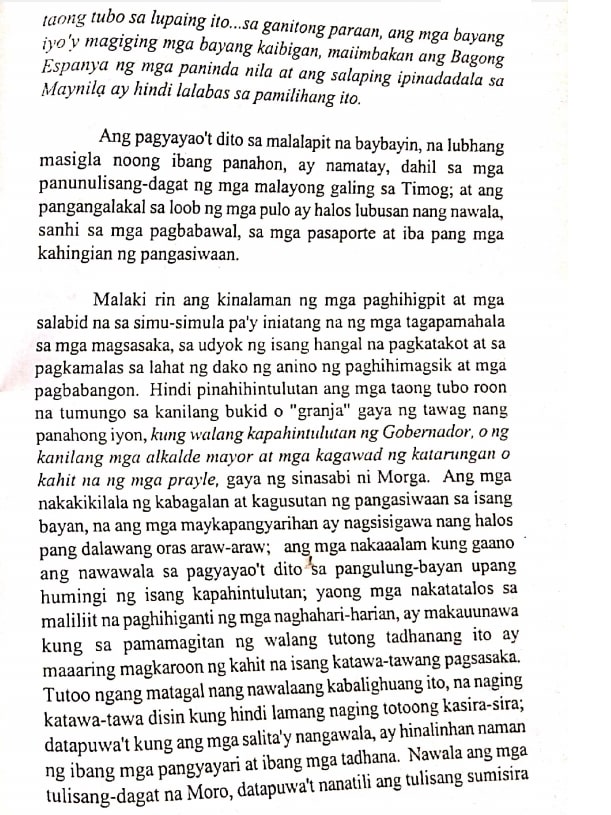 taong tubo sa lupaing ito...sa ganitong paraan, ang mga bayang
iyo'y magiging mga bayang kaibigan, maiimbakan ang Bagong
Espanya ng mga paninda nila at ang salaping ipinadadala sa
Maynila ay hindi lalabas sa pamilihang ito.
Ang pagyayao't dito sa malalapit na baybayin, na lubhang
masigla noong ibang panahon, ay namatay, dahil sa mga
panunulisang-dagat ng mga malayong galing sa Timog; at ang
pangangalakal sa loob ng mga pulo ay halos lubusan nang nawala,
sanhi sa mga pagbabawal, sa mga pasaporte at iba pang mga
kahingian ng pangasiwaan.
Malaki rin ang kinalaman ng mga paghihigpit at mga
salabid na sa simu-simula pa'y iniatang na ng mga tagapamahala
sa mga magsasaka, sa udyok ng isang hangal na pagkatakot at sa
pagkamalas sa lahat ng dako ng anino ng paghihimagsik at mga
pagbabangon. Hindi pinahihintulutan ang mga taong tubo roon
na tumungo sa kanilang bukid o "granja" gaya ng tawag nang
panahong iyon, kung walang kapahintulutan ng Gobernador, o ng
kanilang mga alkalde mayor at mga kagawad ng katarungan o
kahit na ng mga prayle, gaya ng sinasabi ni Morga. Ang mga
nakakikilala ng kabagalan at kagusutan ng pangasiwaan sa isang
bayan, na ang mga maykapangyarihan ay nagsisigawa nang halos
pang dalawang oras araw-araw; ang mga nakaaalam kung gaano
ang nawawala sa pagyayao't dito sa pangulung-bayan upang
humingi ng isang kapahintulutan; yaong mga nakatatalos sa
maliliit na paghihiganti ng mga naghahari-harian, ay makauunawa
kung sa pamamagitan ng walang tutong tadhanang ito ay
maaaring magkaroon ng kahit na isang katawa-tawang pagsasaka.
Tutoo ngang matagal nang nawalaang kabalighuang ito, na naging
katawa-tawa disin kung hindi lamang naging totoong kasira-sira;
datapuwa't kung ang mga salita'y nangawala, ay hinalinhan naman
ng ibang mga pangyayari at ibang mga tadhana. Nawala ang mga
tulisang-dagat na Moro, datapuwa't nanatili ang tulisang sumisira